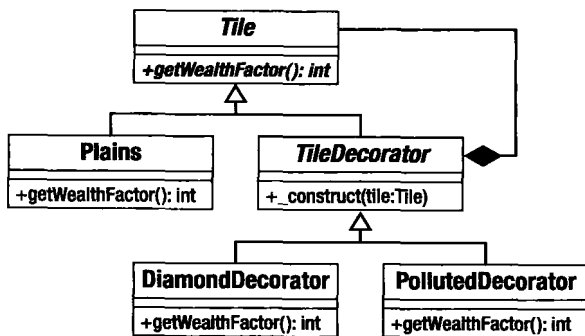 Tile
+getWealthFactor(): int
Plains
+getWealthFactor(): int
TileDecorator
+_construct(tile:Tile)
DiamondDecorator
+getWealthFactor(): int
PollutedDecorator
+getWealthFactor(): int